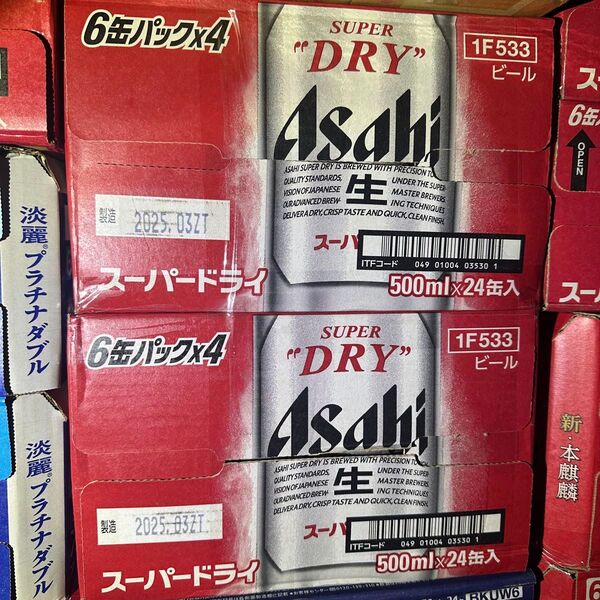 6缶パック×4
SUPER
"DRY"
1F533
ビール
Asahi
ASAHI SUPER DRY IS BREWED WITH PRECISION TO
QUALITY STANDARDS, UNDER THE SUPER-
VISION OF JAPANESE 生 MASTER BREWERS
OUR ADVANCED BREW- ING TECHNIQUES
DELIVER A DRY, CRISP TASTE AND QUICK, CLEAN FINISH.
製造 2025.03ZT
スーパ
ITFコード 049 01004 03530 1
スーパードライ
500ml×24缶入
6缶パック×4
SUPER
"DRY"
1F533
ビール
Asahi
ASAHI SUPER DRY IS BREWED WITH PRECISION
QUALITY STANDARDS, UNDER THE SUPER-
VISION OF JAPANESE 生 MASTER BREWERS
OUR ADVANCED BREW- ING TECHNIQUES
DELIVER A DRY, CRISP TASTE AND QUICK, CLEAN FINISH.
製造 2025.03ZT
スーパ
ITFコード 049 01004 03530 1
スーパードライ
500ml×24缶入
淡麗®プラチナダブル
淡麗®プラチナダブル
ス
6缶
OPEN
スーパ
新・本麒麟
6
BKUW6